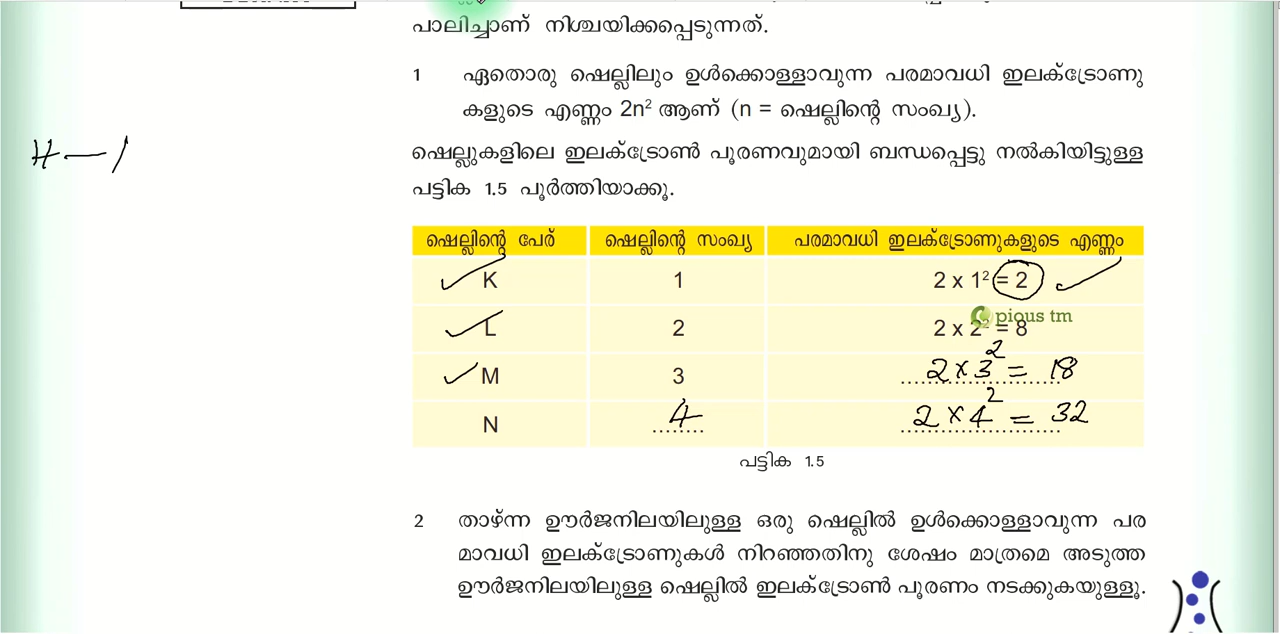 പാലിച്ചാണ് നിശ്ചയിക്കപ്പെടുന്നത്.
1 ഏതൊരു ഷെല്ലിലും ഉൾക്കൊള്ളാവുന്ന പരമാവധി ഇലക്ട്രോണു
കളുടെ എണ്ണം 2n² ആണ് (n = ഷെല്ലിന്റെ സംഖ്യ).
H — 1
ഷെല്ലുകളിലെ ഇലക്ട്രോൺ പൂരണവുമായി ബന്ധപ്പെട്ടു നൽകിയിട്ടുള്ള
പട്ടിക 1.5 പൂർത്തിയാക്കൂ.
ഷെല്ലിന്റെ പേര് ഷെല്ലിന്റെ സംഖ്യ പരമാവധി ഇലക്ട്രോണുകളുടെ എണ്ണം
K 1 2 x 1² = 2
pious tm
L 2 2 x 2² = 8
M 3 2 x 3² = 18
N 4 2 x 4² = 32
പട്ടിക 1.5
2 താഴ്ന്ന ഊർജനിലയിലുള്ള ഒരു ഷെല്ലിൽ ഉൾക്കൊള്ളാവുന്ന പര
മാവധി ഇലക്ട്രോണുകൾ നിറഞ്ഞതിനു ശേഷം മാത്രമെ അടുത്ത
ഊർജനിലയിലുള്ള ഷെല്ലിൽ ഇലക്ട്രോൺ പൂരണം നടക്കുകയുള്ളൂ.